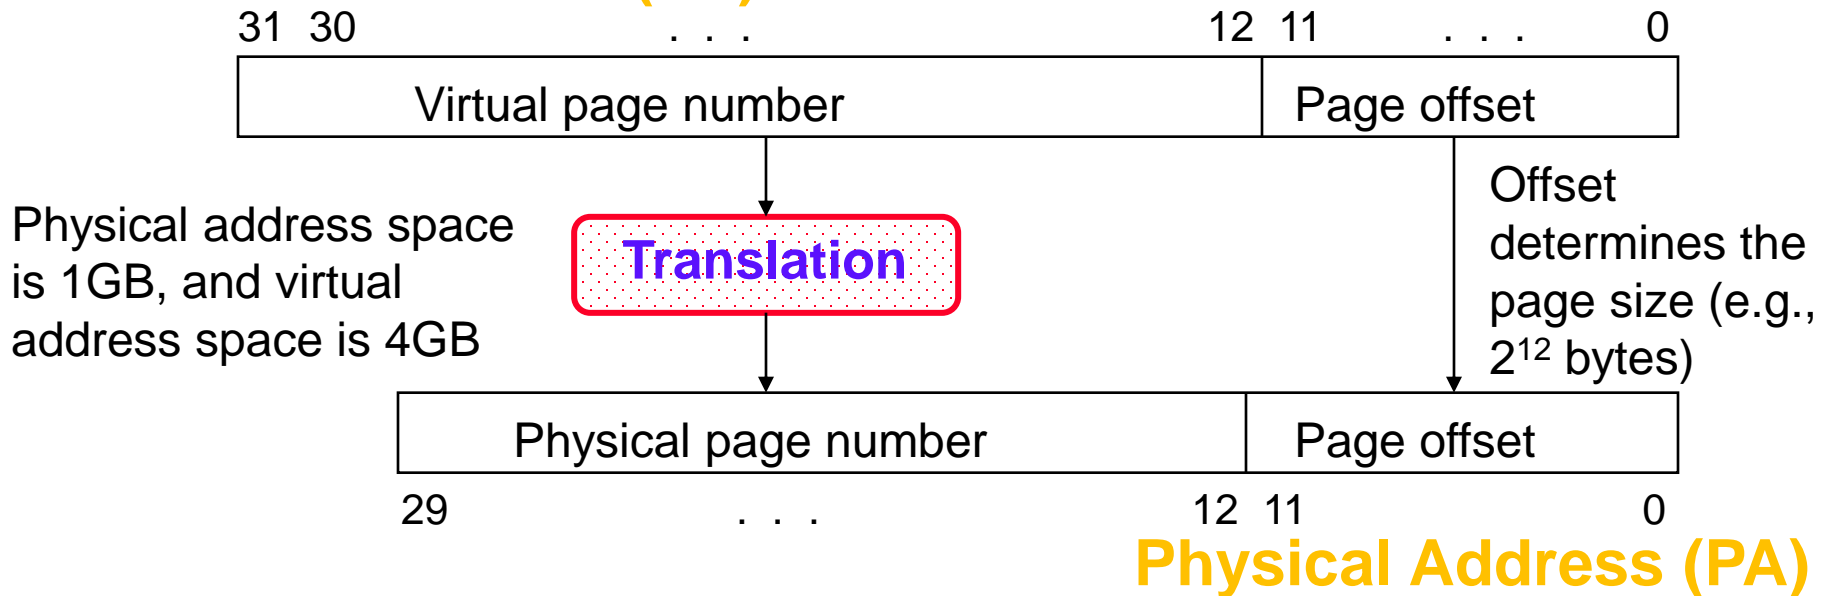 31 30 . . . 12 11 . . . 0
Virtual page number Page offset
Offset
determines the
page size (e.g.,
2¹² bytes)
Physical address space
is 1GB, and virtual
address space is 4GB
Translation
Physical page number Page offset
29 . . . 12 11 0
Physical Address (PA)